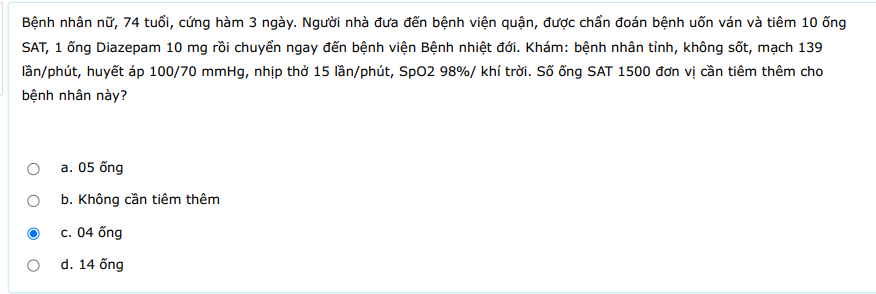 Bệnh nhân nữ, 74 tuổi, cứng hàm 3 ngày. Người nhà đưa đến bệnh viện quận, được chẩn đoán bệnh uốn ván và tiêm 10 ống
SAT, 1 ống Diazepam 10 mg rồi chuyển ngay đến bệnh viện Bệnh nhiệt đới. Khám: bệnh nhân tỉnh, không sốt, mạch 139
lần/phút, huyết áp 100/70 mmHg, nhịp thở 15 lần/phút, SpO2 98%/ khí trời. Số ống SAT 1500 đơn vị cần tiêm thêm cho
bệnh nhân này?
a. 05 ống
b. Không cần tiêm thêm
c. 04 ống
d. 14 ống